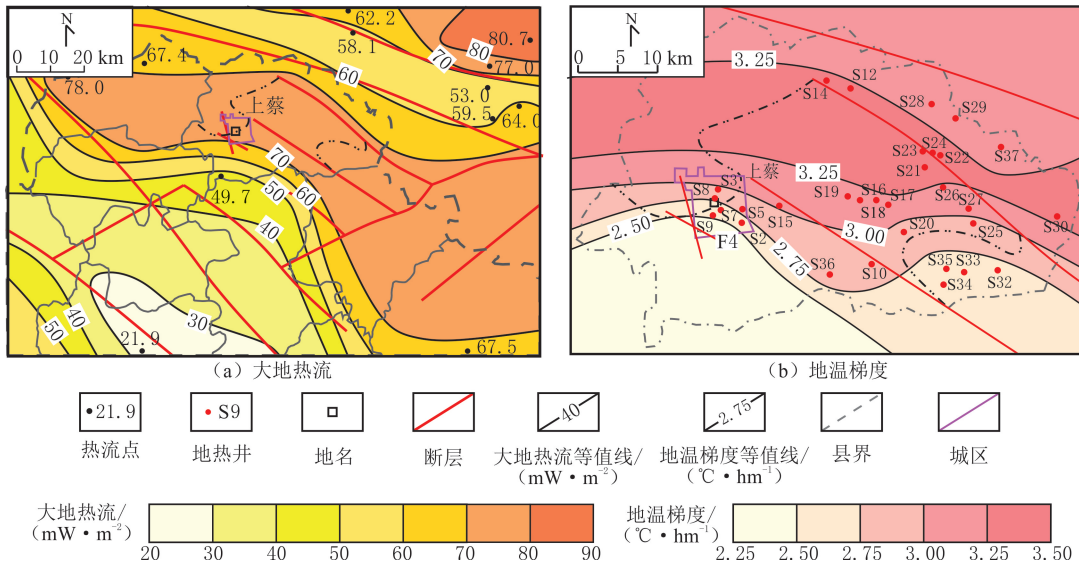 N
0 10 20 km
62.2
58.1
80.7
80
77.0
70
67.4
60
78.0
53.0
59.5
64.0
上蔡
70
60
50
49.7
40
30
40
50
21.9
67.5
(a) 大地热流
N
0 5 10 km
3.25
S12
S14
S28
S29
S24
S23
S22
S37
S21
3.25
上蔡
S3
S8
S19
S16
S17
S18
S26
S27
S7
S5
S15
S9
S2
F4
2.50
3.00
2.75
S20
S25
S30
S36
S10
S35
S33
S34
S32
(b) 地温梯度
21.9
S9
40
2.75
热流点
地热井
地名
断层
大地热流等值线/
(mW·m⁻²)
地温梯度等值线/
(℃·hm⁻¹)
县界
城区
大地热流/
(mW·m⁻²)
20 30 40 50 60 70 80 90
地温梯度/
(℃·hm⁻¹)
2.25 2.50 2.75 3.00 3.25 3.50